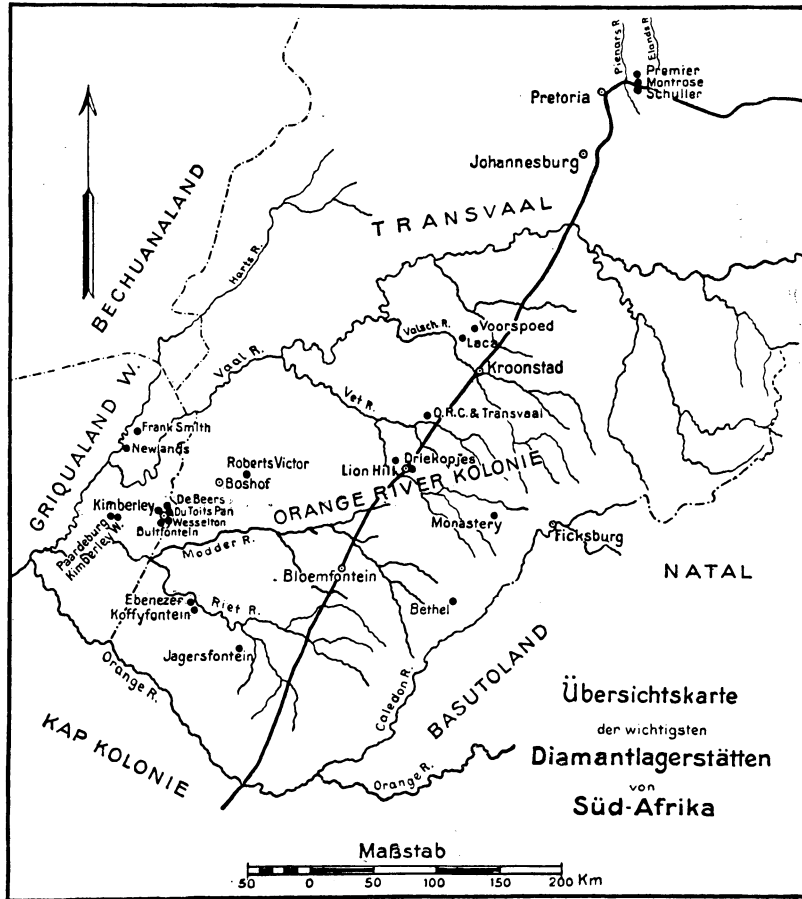 Pienars R.
Elands R.
Premier
Montrose
Schuller
Pretoria
Johannesburg
TRANSVAAL
BECHUANALAND
Harts R.
Valsch R.
Voorspoed
Laca
Kroonstad
Vaal R.
Vet R.
O.R.C. & Transvaal
GRIQUALAND W.
Frank Smith
Newlands
Roberts Victor
Boshof
Lion Hill
Driekopjes
ORANGE RIVER KOLONIE
Kimberley
De Beers
Du Toits Pan
Wesselton
Bultfontein
Paardeburg
Kimberley W.
Monastery
Ficksburg
Modder R.
Bloemfontein
NATAL
Ebenezer
Koffyfontein
Riet R.
Bethel
Jagersfontein
Orange R.
Caledon R.
BASUTOLAND
KAP KOLONIE
Orange R.
Übersichtskarte
der wichtigsten
Diamantlagerstätten
von
Süd-Afrika
Maßstab
50 0 50 100 150 200 Km